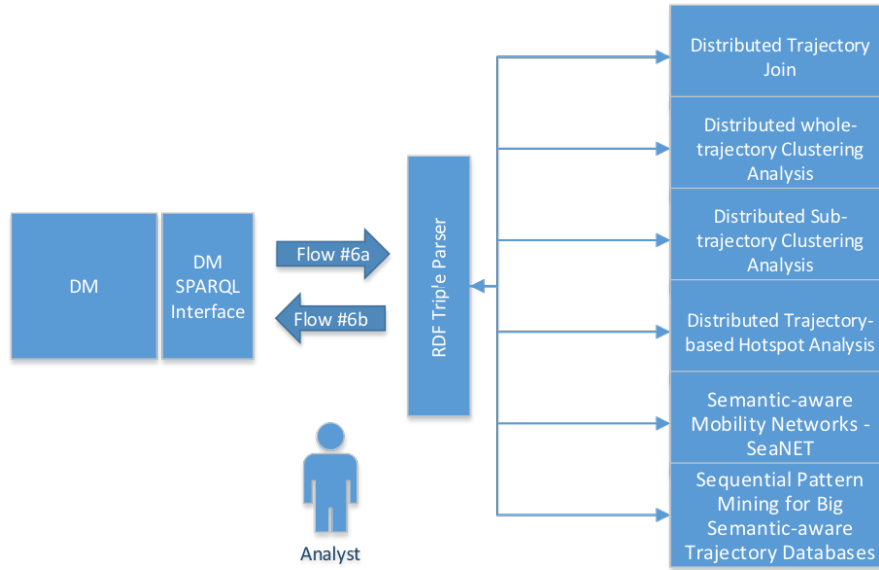 DM
DM
SPARQL
Interface
Flow #6a
Flow #6b
Analyst
RDF Triple Parser
Distributed Trajectory
Join
Distributed whole-
trajectory Clustering
Analysis
Distributed Sub-
trajectory Clustering
Analysis
Distributed Trajectory-
based Hotspot Analysis
Semantic-aware
Mobility Networks -
SeaNET
Sequential Pattern
Mining for Big
Semantic-aware
Trajectory Databases